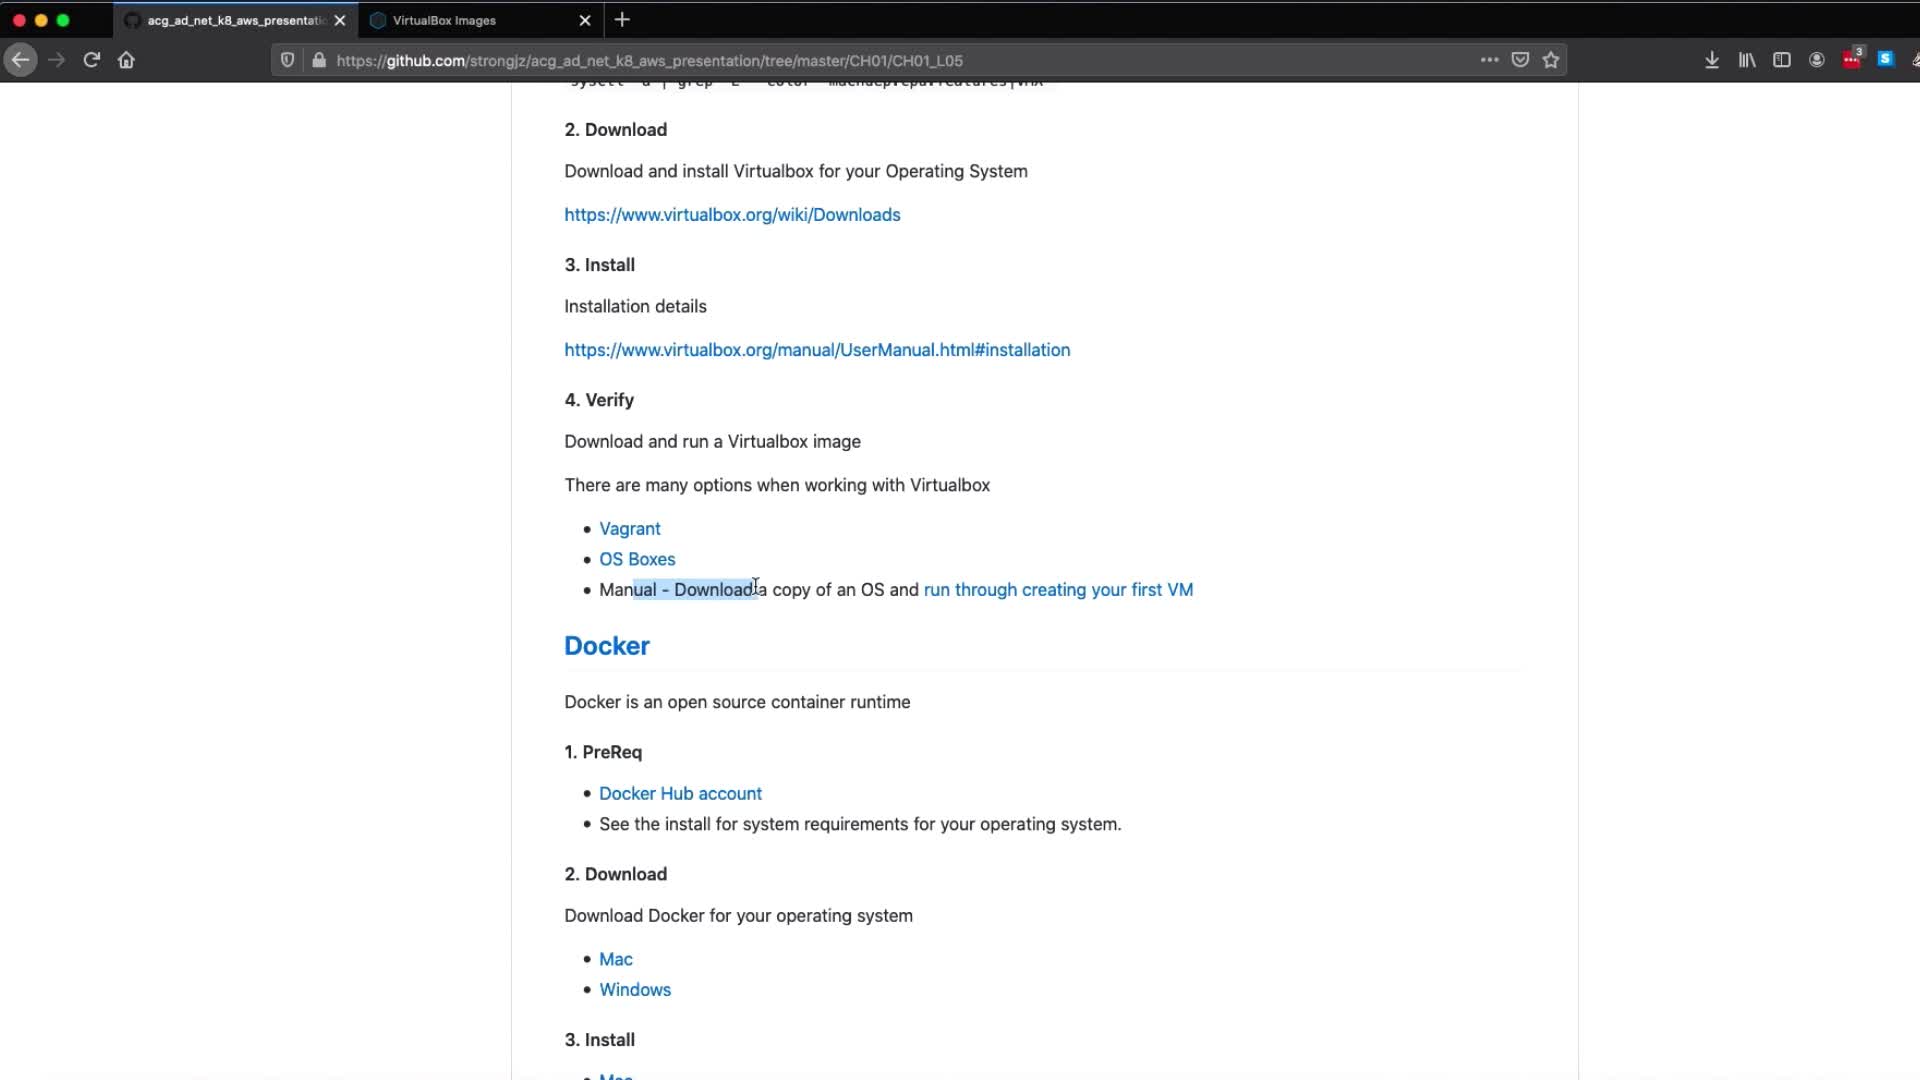 acg_ad_net_k8_aws_presentati
VirtualBox Images
https://github.com/strongjz/acg_ad_net_k8_aws_presentation/tree/master/CH01/CH01_L05
3
S
2. Download
Download and install Virtualbox for your Operating System
https://www.virtualbox.org/wiki/Downloads
3. Install
Installation details
https://www.virtualbox.org/manual/UserManual.html#installation
4. Verify
Download and run a Virtualbox image
There are many options when working with Virtualbox
• Vagrant
• OS Boxes
• Manual - Download a copy of an OS and run through creating your first VM
Docker
Docker is an open source container runtime
1. PreReq
• Docker Hub account
• See the install for system requirements for your operating system.
2. Download
Download Docker for your operating system
• Mac
• Windows
3. Install
• Mac